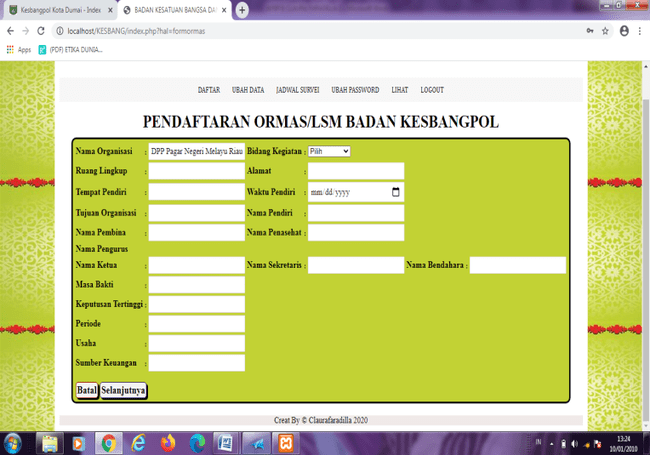 Kesbangpol Kota Dumai - Index
BADAN KESATUAN BANGSA DA
localhost/KESBANG/index.php?hal=formormas
Apps (PDF) ETIKA DUNIA...
DAFTAR UBAH DATA JADWAL SURVEI UBAH PASSWORD LIHAT LOGOUT
PENDAFTARAN ORMAS/LSM BADAN KESBANGPOL
Nama Organisasi : DPP Pagar Negeri Melayu Riau Bidang Kegiatan : Pilih
Ruang Lingkup : Alamat :
Tempat Pendiri : Waktu Pendiri : mm/dd/yyyy
Tujuan Organisasi : Nama Pendiri :
Nama Pembina : Nama Penasehat :
Nama Pengurus
Nama Ketua : Nama Sekretaris : Nama Bendahara :
Masa Bakti :
Keputusan Tertinggi :
Periode :
Usaha :
Sumber Keuangan :
Batal Selanjutnya
Creat By © Claurafaradilla 2020
IN 13:24
10/01/2010